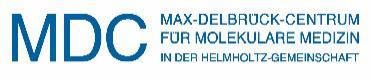 MDC
MAX-DELBRÜCK-CENTRUM
FÜR MOLEKULARE MEDIZIN
IN DER HELMHOLTZ-GEMEINSCHAFT